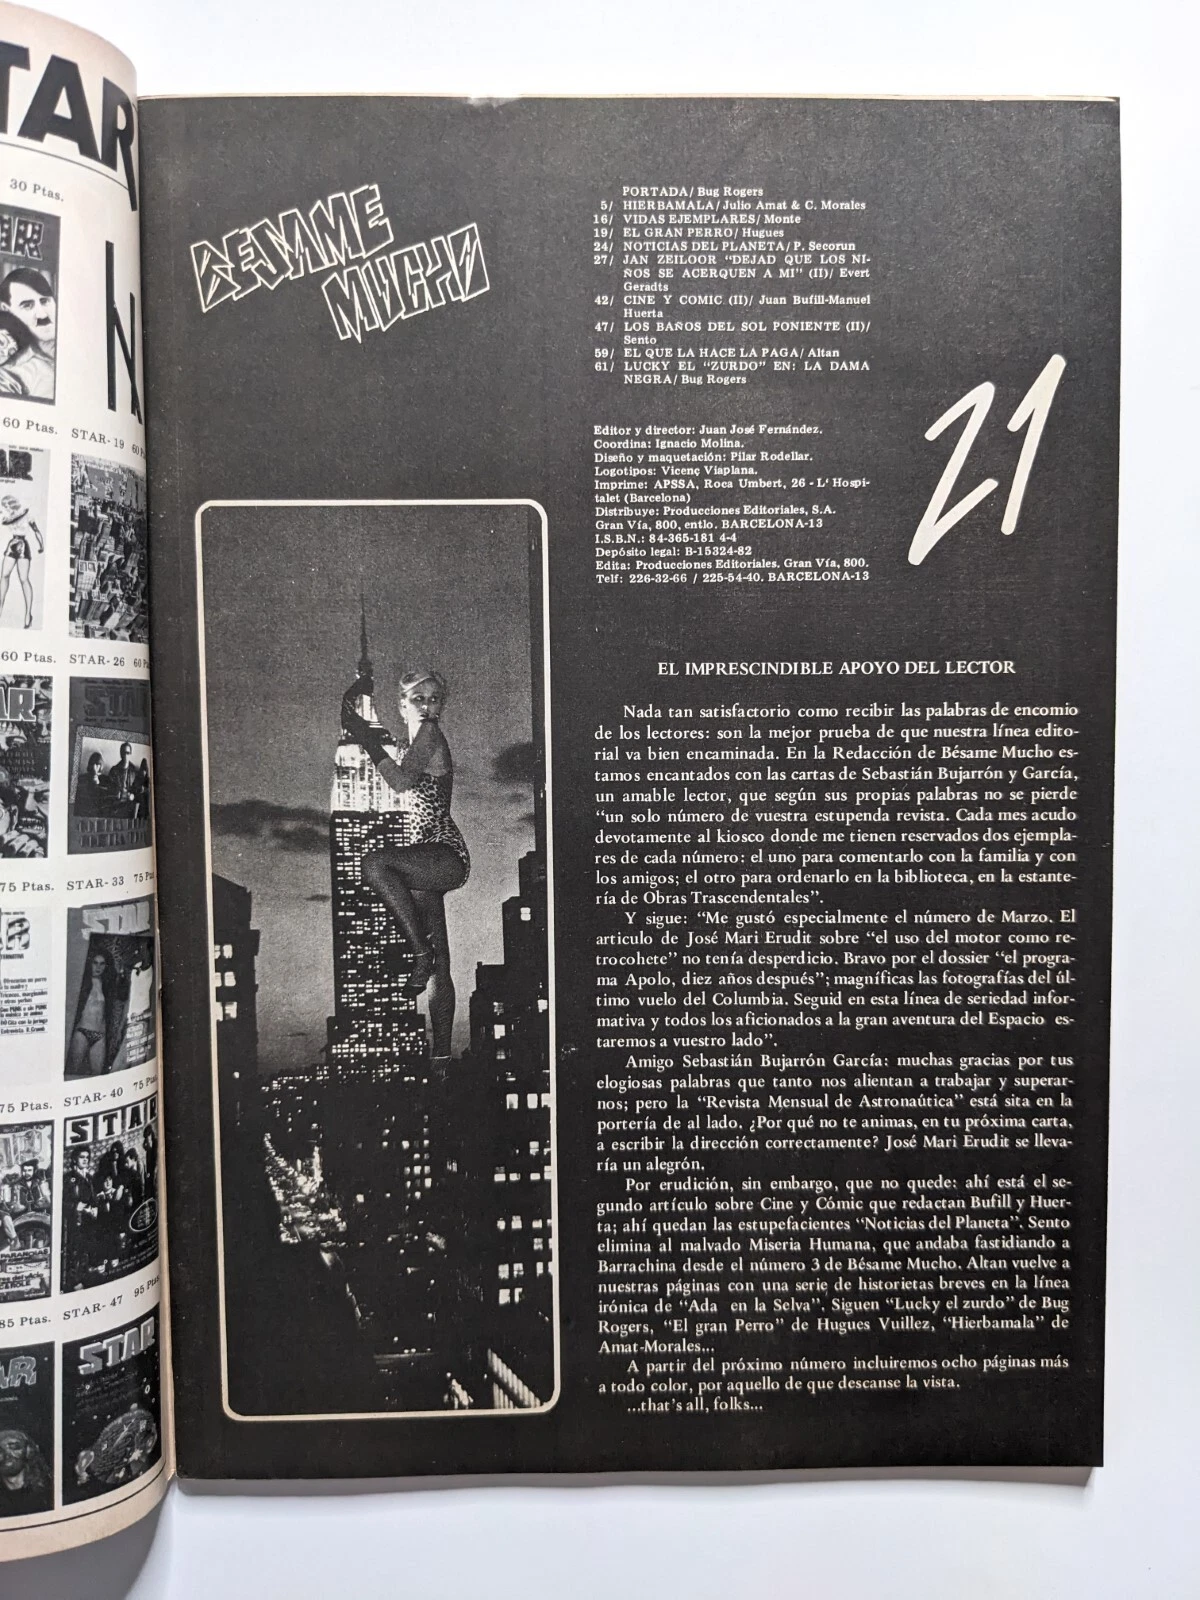 TAR
30 Ptas.
60 Ptas. STAR-19 60
60 Ptas. STAR-26 60
75 Ptas. STAR-33 75
75 Ptas. STAR-40 75 Ptas
85 Ptas. STAR-47 95 Ptas
STAR
STAR
BESAME
MUCHO
PORTADA/ Bug Rogers
5/ HIERBAMALA/ Julio Amat & C. Morales
16/ VIDAS EJEMPLARES/ Monte
19/ EL GRAN PERRO/ Hugues
24/ NOTICIAS DEL PLANETA/ P. Secorun
27/ JAN ZEILOOR "DEJAD QUE LOS NI-
ÑOS SE ACERQUEN A MI" (II)/ Evert
Geradts
42/ CINE Y COMIC (II)/ Juan Bufill-Manuel
Huerta
47/ LOS BAÑOS DEL SOL PONIENTE (II)/
Sento
59/ EL QUE LA HACE LA PAGA/ Altan
61/ LUCKY EL "ZURDO" EN: LA DAMA
NEGRA/ Bug Rogers
21
Editor y director: Juan José Fernández.
Coordina: Ignacio Molina.
Diseño y maquetación: Pilar Rodellar.
Logotipos: Vicenç Viaplana.
Imprime: APSSA, Roca Umbert, 26 - L' Hospi-
talet (Barcelona)
Distribuye: Producciones Editoriales, S.A.
Gran Vía, 800, entlo. BARCELONA-13
I.S.B.N.: 84-365-181 4-4
Depósito legal: B-15324-82
Edita: Producciones Editoriales. Gran Vía, 800.
Telf: 226-32-66 / 225-54-40. BARCELONA-13
EL IMPRESCINDIBLE APOYO DEL LECTOR
Nada tan satisfactorio como recibir las palabras de encomio
de los lectores: son la mejor prueba de que nuestra línea edito-
rial va bien encaminada. En la Redacción de Bésame Mucho es-
tamos encantados con las cartas de Sebastián Bujarrón y García,
un amable lector, que según sus propias palabras no se pierde
"un solo número de vuestra estupenda revista. Cada mes acudo
devotamente al kiosco donde me tienen reservados dos ejempla-
res de cada número: el uno para comentarlo con la familia y con
los amigos; el otro para ordenarlo en la biblioteca, en la estante-
ría de Obras Trascendentales".
Y sigue: "Me gustó especialmente el número de Marzo. El
articulo de José Mari Erudit sobre "el uso del motor como re-
trocohete" no tenía desperdicio. Bravo por el dossier "el progra-
ma Apolo, diez años después"; magníficas las fotografías del úl-
timo vuelo del Columbia. Seguid en esta línea de seriedad infor-
mativa y todos los aficionados a la gran aventura del Espacio es-
taremos a vuestro lado".
Amigo Sebastián Bujarrón García: muchas gracias por tus
elogiosas palabras que tanto nos alientan a trabajar y superar-
nos; pero la "Revista Mensual de Astronaútica" está sita en la
portería de al lado. ¿Por qué no te animas, en tu próxima carta,
a escribir la dirección correctamente? José Mari Erudit se lleva-
ría un alegrón.
Por erudición, sin embargo, que no quede: ahí está el se-
gundo artículo sobre Cine y Cómic que redactan Bufill y Huer-
ta; ahí quedan las estupefacientes "Noticias del Planeta". Sento
elimina al malvado Miseria Humana, que andaba fastidiando a
Barrachina desde el número 3 de Bésame Mucho. Altan vuelve a
nuestras páginas con una serie de historietas breves en la línea
irónica de "Ada en la Selva". Siguen "Lucky el zurdo" de Bug
Rogers, "El gran Perro" de Hugues Vuillez, "Hierbamala" de
Amat-Morales...
A partir del próximo número incluiremos ocho páginas más
a todo color, por aquello de que descanse la vista.
...that's all, folks...